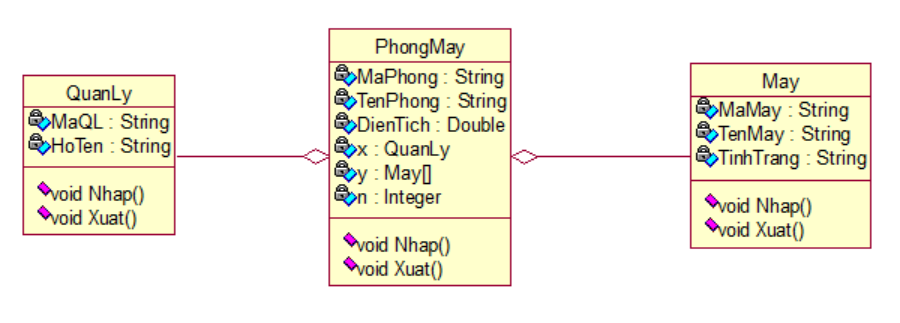 QuanLy
MaQL : String
HoTen : String
void Nhap()
void Xuat()
PhongMay
MaPhong : String
TenPhong : String
DienTich : Double
x : QuanLy
y : May[]
n : Integer
void Nhap()
void Xuat()
May
MaMay : String
TenMay : String
TinhTrang : String
void Nhap()
void Xuat()